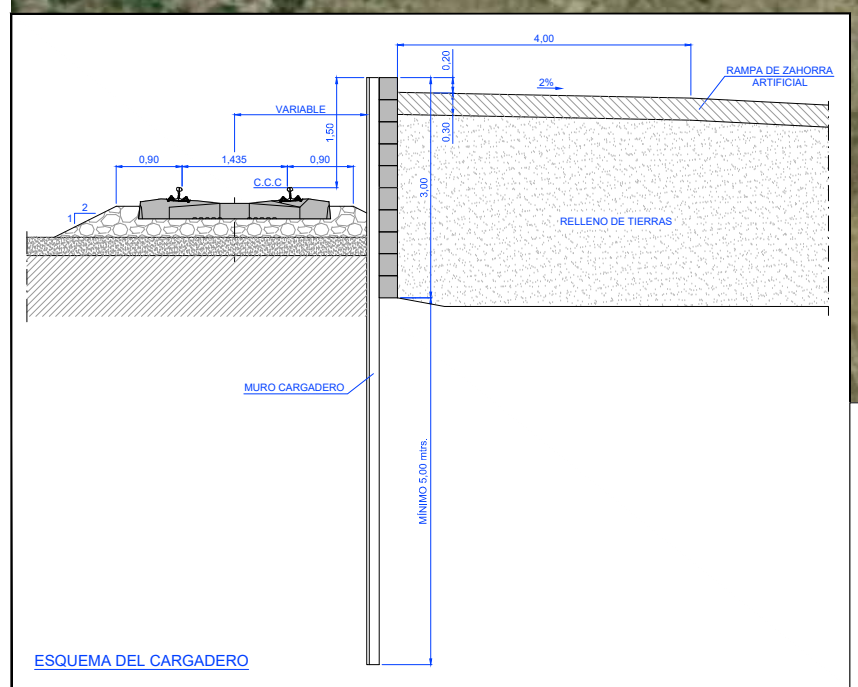 4,00
0,20
RAMPA DE ZAHORRA
ARTIFICIAL
2%
VARIABLE
1,50
0,30
0,90
1,435
0,90
C.C.C
3,00
2
1
RELLENO DE TIERRAS
MURO CARGADERO
MÍNIMO 5,00 mtrs.
ESQUEMA DEL CARGADERO